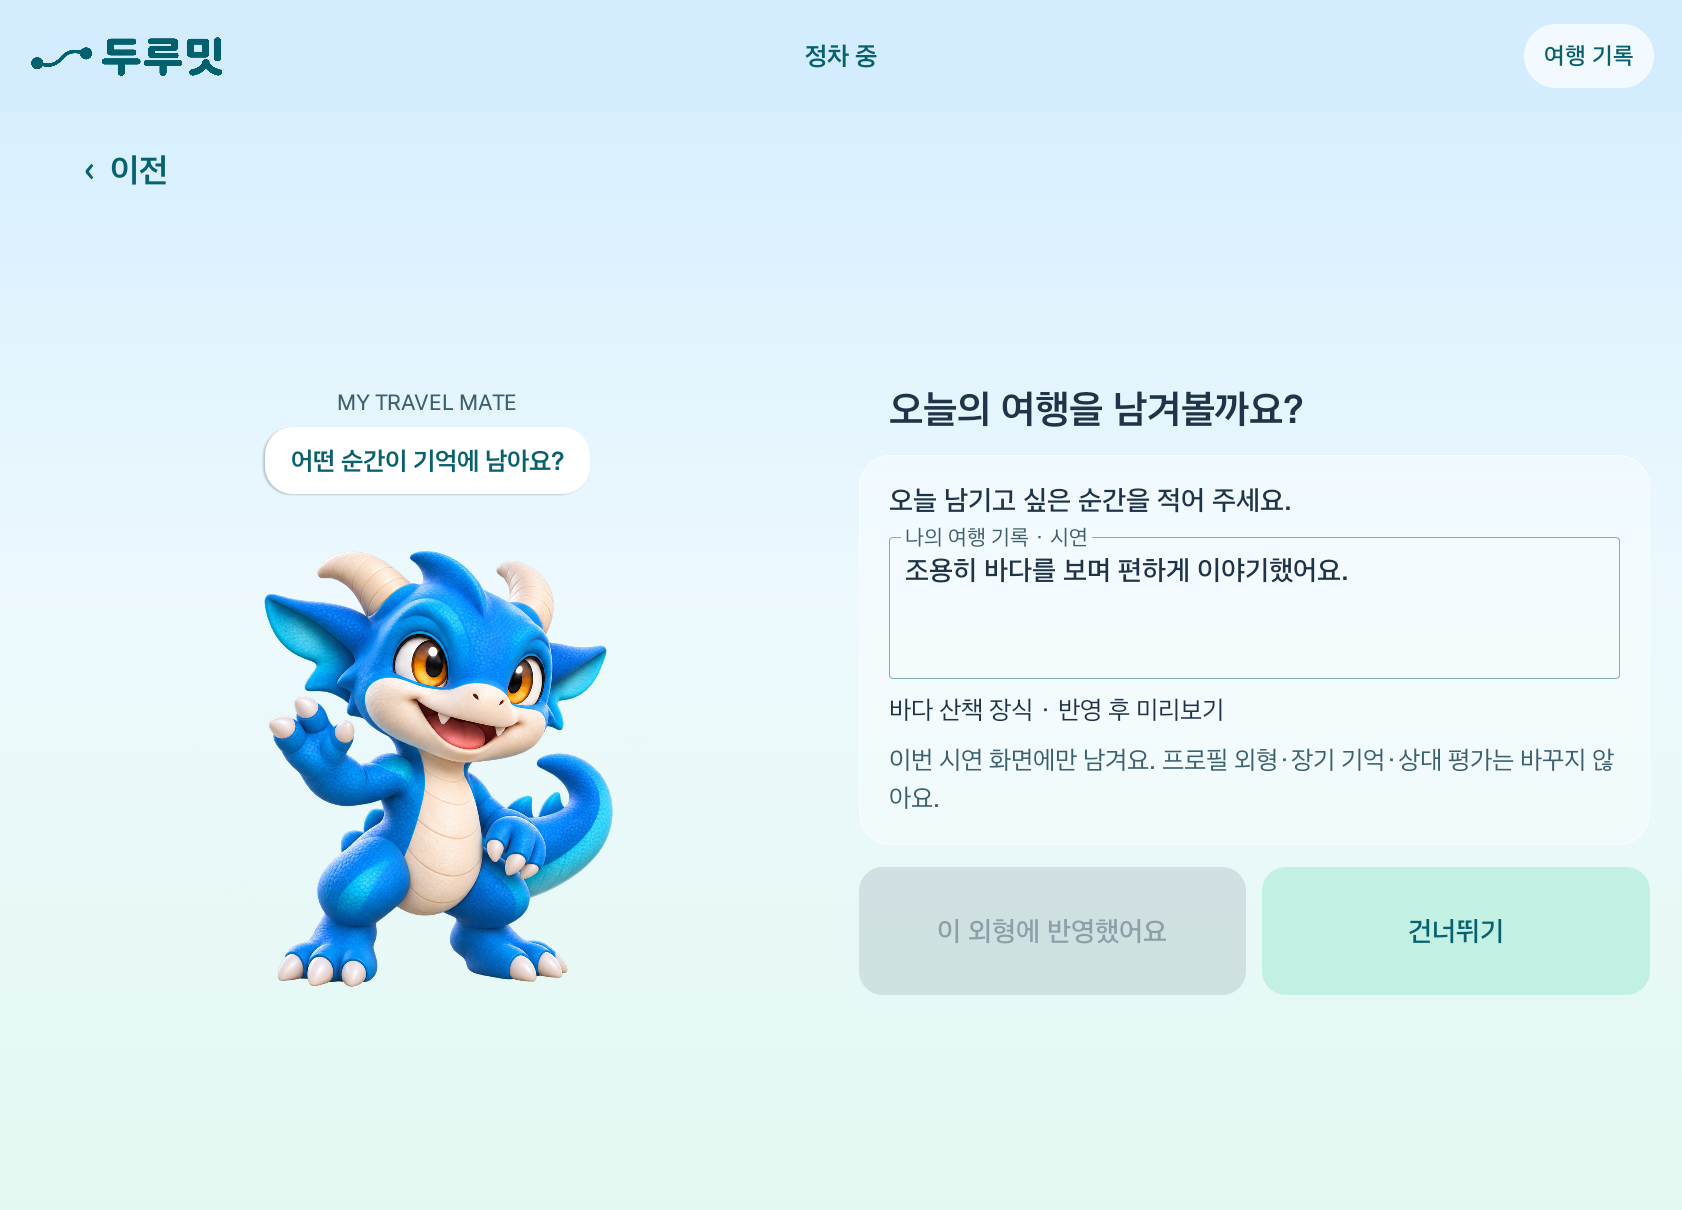 두루밋
정차 중
여행 기록
‹ 이전
MY TRAVEL MATE
어떤 순간이 기억에 남아요?
오늘의 여행을 남겨볼까요?
오늘 남기고 싶은 순간을 적어 주세요.
나의 여행 기록 · 시연
조용히 바다를 보며 편하게 이야기했어요.
바다 산책 장식 · 반영 후 미리보기
이번 시연 화면에만 남겨요. 프로필 외형·장기 기억·상대 평가는 바꾸지 않
아요.
이 외형에 반영했어요
건너뛰기